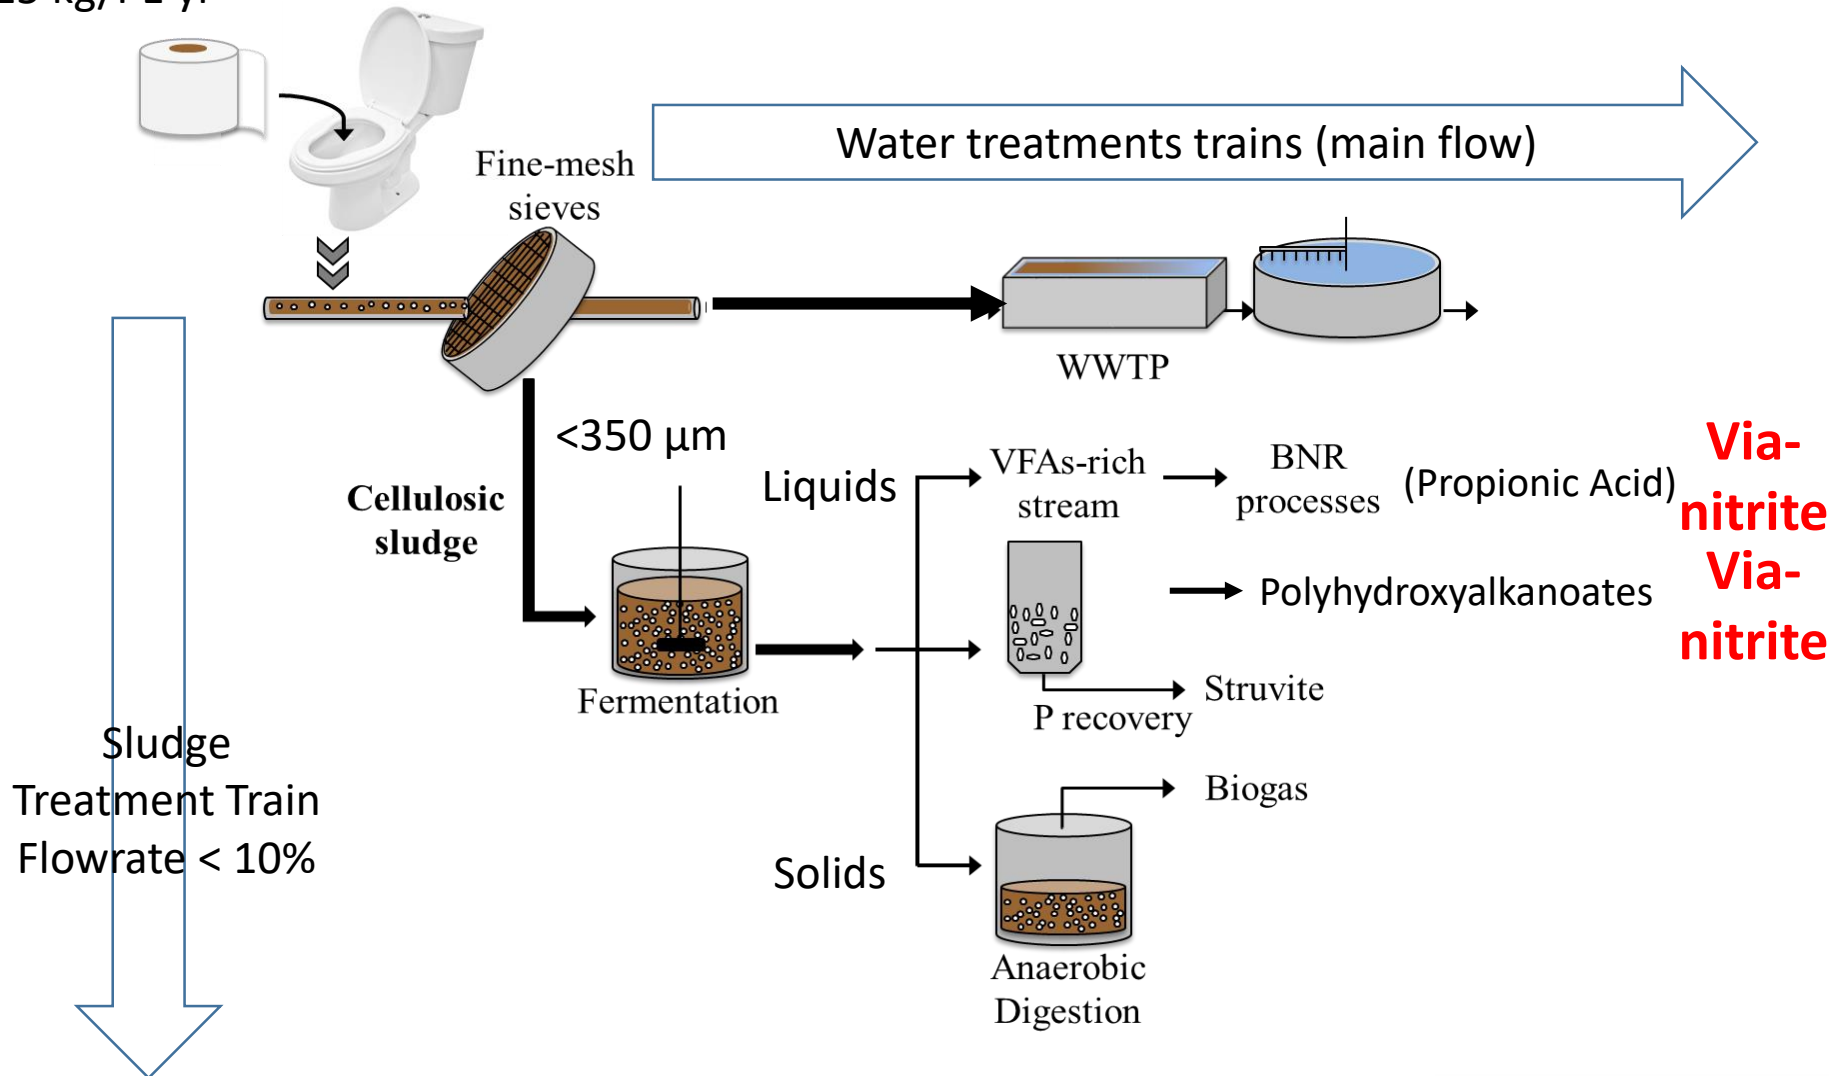 Water treatments trains (main flow)
Fine-mesh
sieves
WWTP
<350 µm
Cellulosic
sludge
Liquids
VFAs-rich
stream
BNR
processes
(Propionic Acid)
Via-
nitrite
Polyhydroxyalkanoates
Via-
nitrite
Fermentation
Struvite
P recovery
Sludge
Treatment Train
Flowrate < 10%
Biogas
Solids
Anaerobic
Digestion